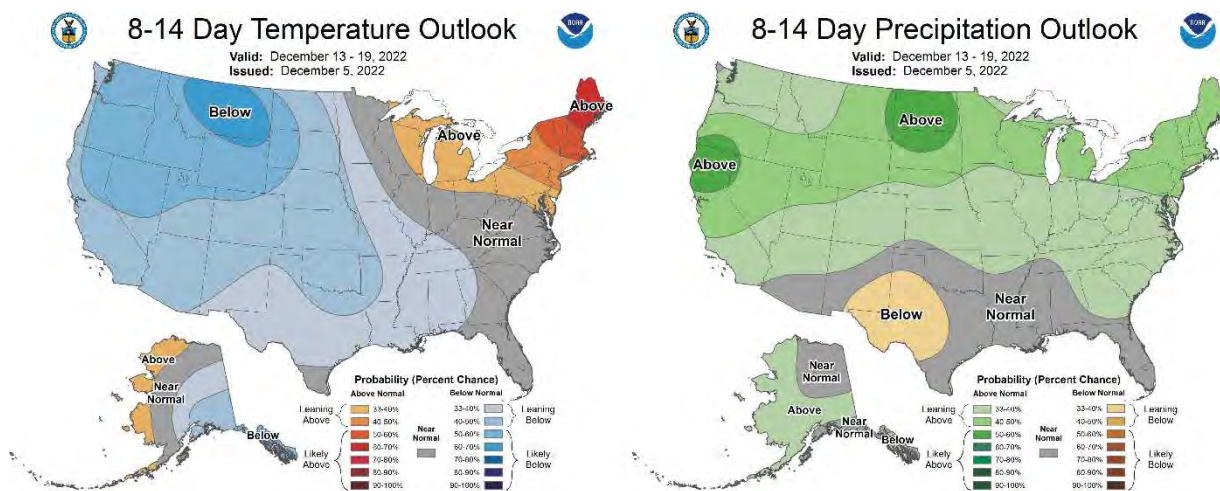 8-14 Day Temperature Outlook
Valid: December 13 - 19, 2022
Issued: December 5, 2022
NOAA
Below
Above
Above
Near
Normal
Above
Near
Normal
Below
Probability (Percent Chance)
Above Normal
Below Normal
Leaning
Above
33-40%
40-50%
Likely
Above
50-60%
60-70%
70-80%
80-90%
90-100%
Near
Normal
33-40%
40-50%
Leaning
Below
50-60%
60-70%
70-80%
80-90%
90-100%
Likely
Below
8-14 Day Precipitation Outlook
Valid: December 13 - 19, 2022
Issued: December 5, 2022
NOAA
Above
Above
Below
Near
Normal
Near
Normal
Above
Near
Normal
Below
Probability (Percent Chance)
Above Normal
Below Normal
Leaning
Above
33-40%
40-50%
Likely
Above
50-60%
60-70%
70-80%
80-90%
90-100%
Near
Normal
33-40%
40-50%
Leaning
Below
50-60%
60-70%
70-80%
80-90%
90-100%
Likely
Below